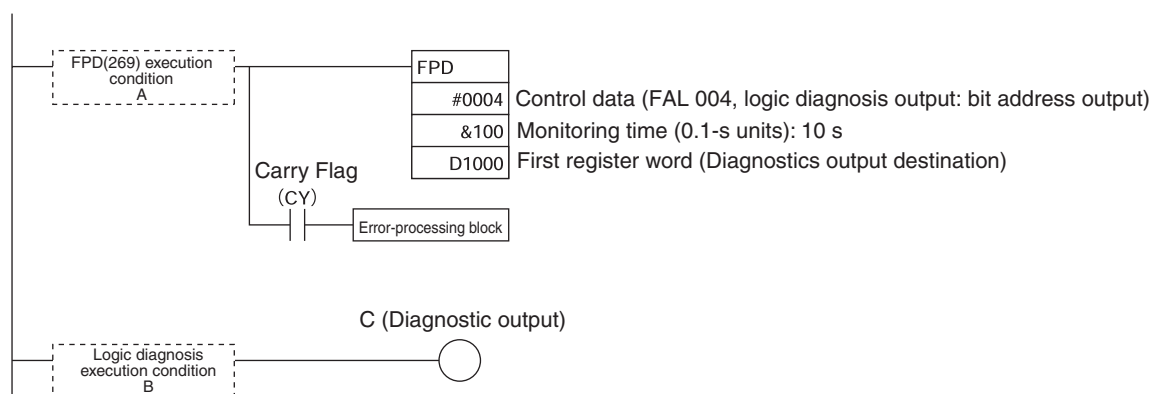 FPD(269) execution
condition
A
FPD
#0004 Control data (FAL 004, logic diagnosis output: bit address output)
&100 Monitoring time (0.1-s units): 10 s
D1000 First register word (Diagnostics output destination)
Carry Flag
(CY)
Error-processing block
C (Diagnostic output)
Logic diagnosis
execution condition
B